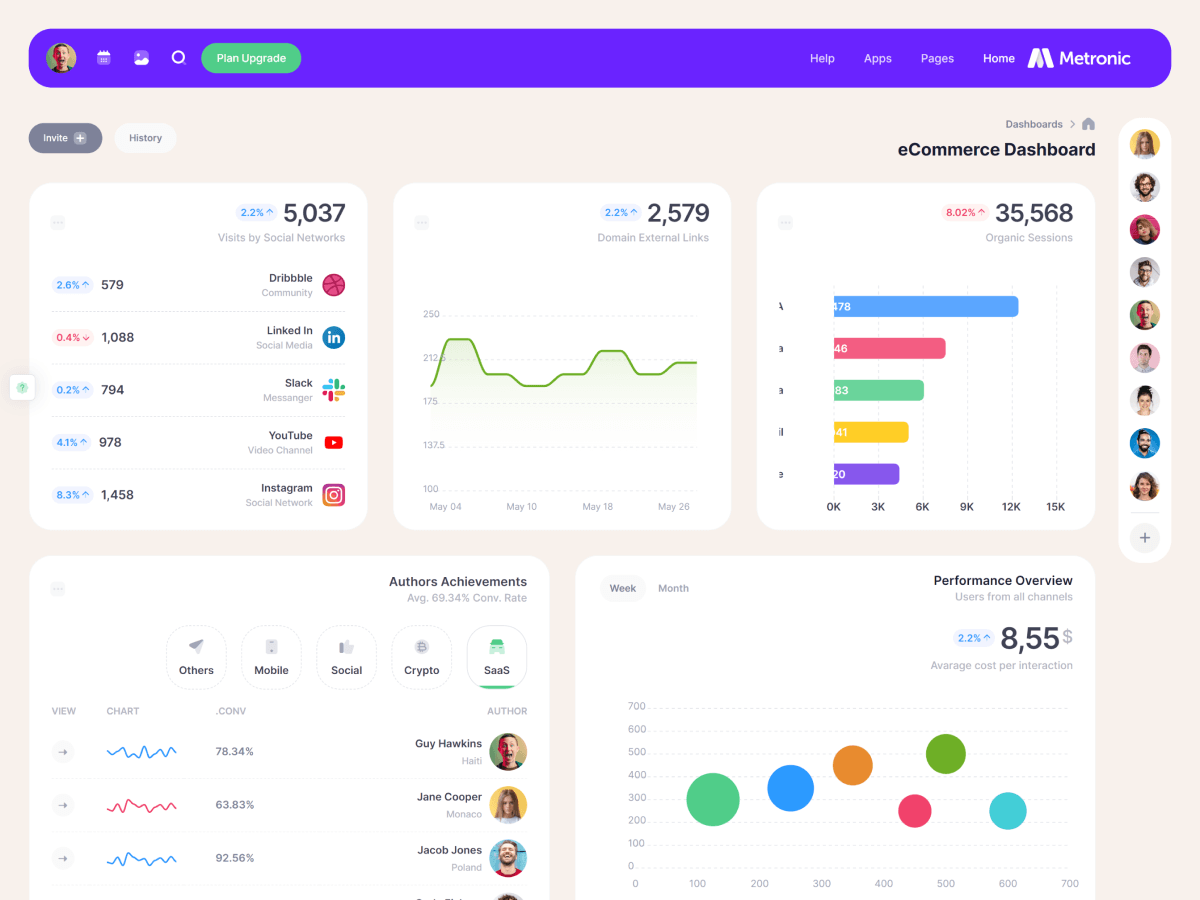 Plan Upgrade
Help
Apps
Pages
Home
Metronic
Invite
History
Dashboards
eCommerce Dashboard
2.2% 5,037
Visits by Social Networks
2.6% 579
Dribbble
Community
0.4% 1,088
Linked In
Social Media
0.2% 794
Slack
Messanger
4.1% 978
YouTube
Video Channel
8.3% 1,458
Instagram
Social Network
2.2% 2,579
Domain External Links
250
212.5
175
137.5
100
May 04
May 10
May 18
May 26
8.02% 35,568
Organic Sessions
478
46
83
41
20
0K
3K
6K
9K
12K
15K
Authors Achievements
Avg. 69.34% Conv. Rate
Others
Mobile
Social
Crypto
SaaS
VIEW
CHART
.CONV
AUTHOR
78.34%
Guy Hawkins
Haiti
63.83%
Jane Cooper
Monaco
92.56%
Jacob Jones
Poland
Week
Month
Performance Overview
Users from all channels
2.2% 8,55 $
Avarage cost per interaction
700
600
500
400
300
200
100
0
0
100
200
300
400
500
600
700